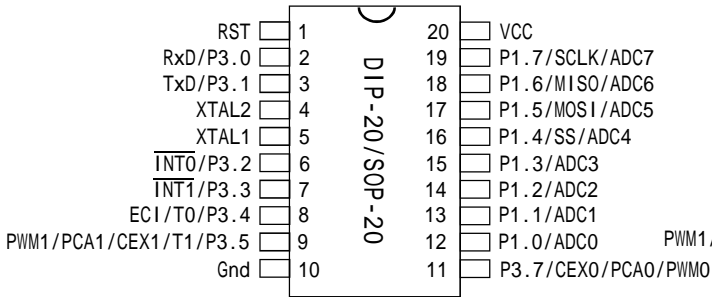 RST 1 20 VCC
RxD/P3.0 2 19 P1.7/SCLK/ADC7
TxD/P3.1 3 18 P1.6/MISO/ADC6
XTAL2 4 17 P1.5/MOSI/ADC5
XTAL1 5 16 P1.4/SS/ADC4
INT0/P3.2 6 15 P1.3/ADC3
INT1/P3.3 7 14 P1.2/ADC2
ECI/T0/P3.4 8 13 P1.1/ADC1
PWM1/PCA1/CEX1/T1/P3.5 9 12 P1.0/ADC0 PWM1/
Gnd 10 11 P3.7/CEX0/PCA0/PWM0
DIP-20/SOP-20